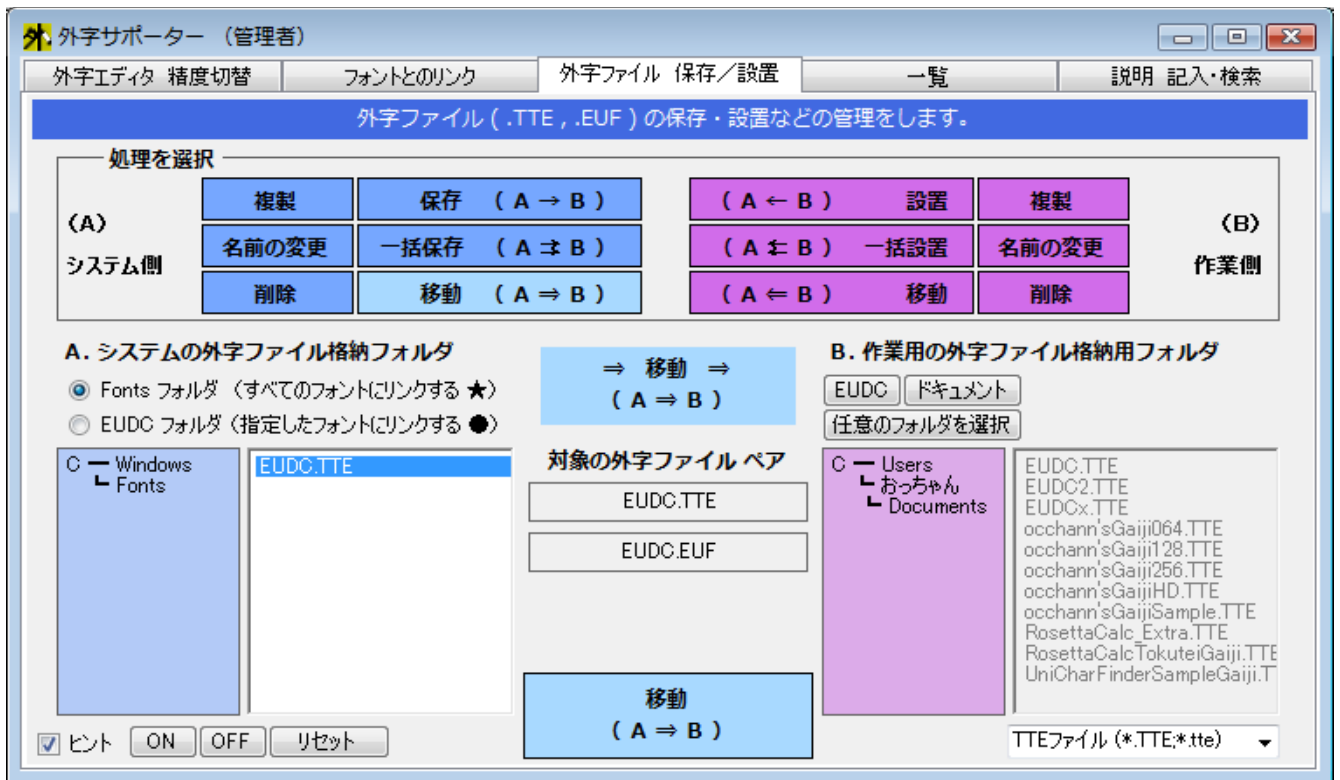 外字サポーター （管理者）
外字エディタ 精度切替
フォントとのリンク
外字ファイル 保存／設置
一覧
説明 記入・検索
外字ファイル ( .TTE , .EUF ) の保存・設置などの管理をします。
処理を選択
(A)
システム側
複製
保存 ( A → B )
( A ← B ) 設置
複製
名前の変更
一括保存 ( A ⇉ B )
( A ⇇ B ) 一括設置
名前の変更
削除
移動 ( A ⇒ B )
( A ⇐ B ) 移動
削除
(B)
作業側
A. システムの外字ファイル格納フォルダ
Fonts フォルダ （すべてのフォントにリンクする ★）
EUDC フォルダ（指定したフォントにリンクする ●）
⇒ 移動 ⇒
( A ⇒ B )
B. 作業用の外字ファイル格納用フォルダ
EUDC
ドキュメント
任意のフォルダを選択
C ━ Windows
┗ Fonts
EUDC.TTE
対象の外字ファイル ペア
EUDC.TTE
EUDC.EUF
C ━ Users
┗ おっちゃん
┗ Documents
EUDC.TTE
EUDC2.TTE
EUDCx.TTE
occhann'sGaiji064.TTE
occhann'sGaiji128.TTE
occhann'sGaiji256.TTE
occhann'sGaijiHD.TTE
occhann'sGaijiSample.TTE
RosettaCalc_Extra.TTE
RosettaCalcTokuteiGaiji.TTE
UniCharFinderSampleGaiji.T
移動
( A ⇒ B )
ヒント
ON
OFF
リセット
TTEファイル (*.TTE;*.tte)